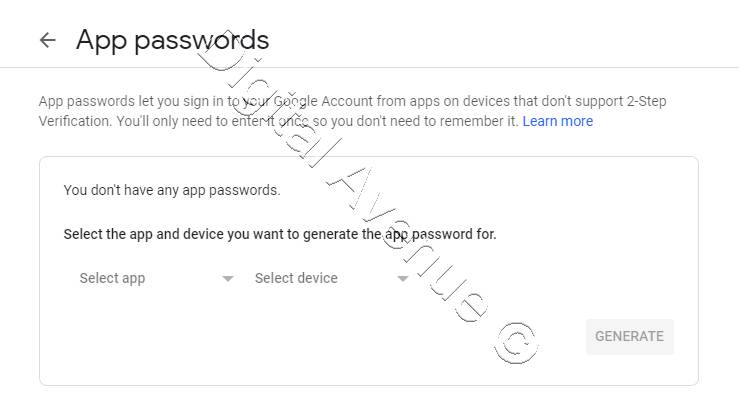 App passwords
App passwords let you sign in to your Google Account from apps on devices that don't support 2-Step
Verification. You'll only need to enter it once so you don't need to remember it. Learn more
You don't have any app passwords.
Select the app and device you want to generate the app password for.
Select app
Select device
GENERATE
Digital Avenue ©